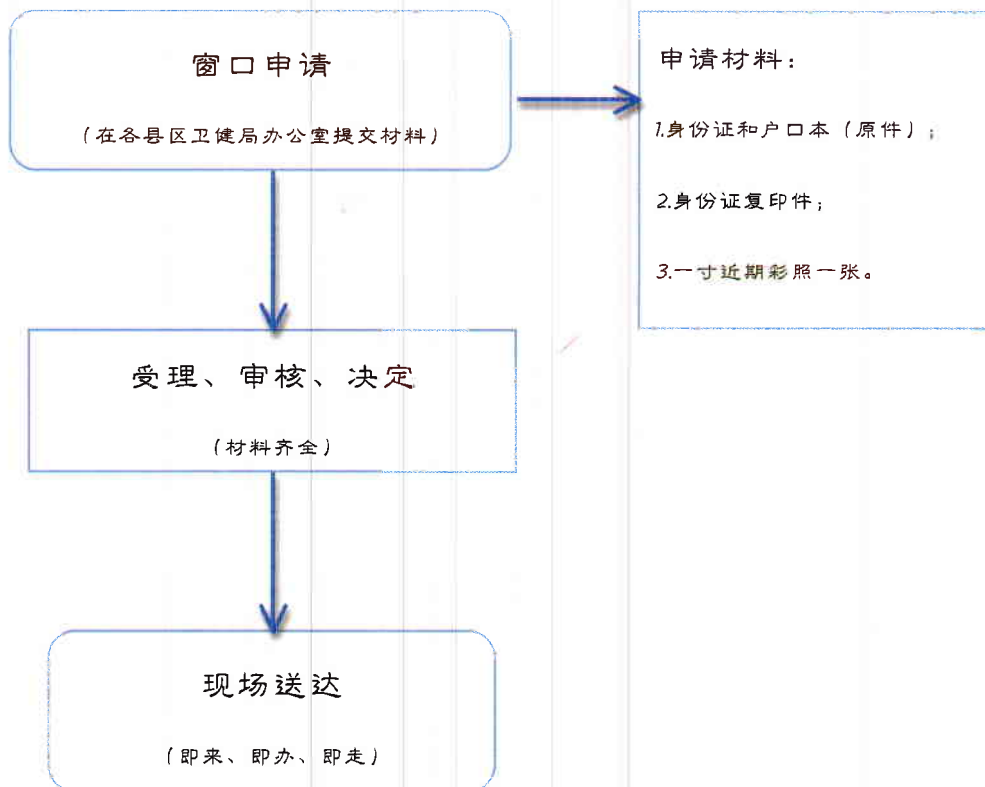 窗口申请
(在各县区卫健局办公室提交材料)
申请材料：
1.身份证和户口本（原件）；
2.身份证复印件；
3.一寸近期彩照一张。
受理、审核、决定
(材料齐全)
现场送达
(即来、即办、即走)